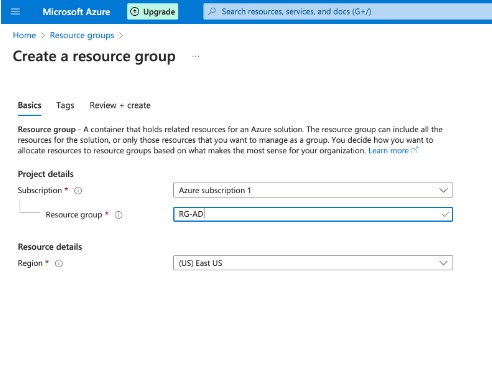 Microsoft Azure
Upgrade
Search resources, services, and docs (G+/)
Home > Resource groups >
Create a resource group ...
Basics Tags Review + create
Resource group - A container that holds related resources for an Azure solution. The resource group can include all the
resources for the solution, or only those resources that you want to manage as a group. You decide how you want to
allocate resources to resource groups based on what makes the most sense for your organization. Learn more
Project details
Subscription *
Azure subscription 1
Resource group *
RG-AD
Resource details
Region *
(US) East US